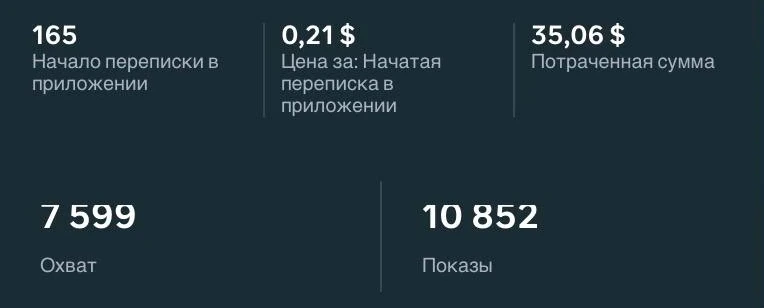 165
Начало переписки в
приложении
0,21 $
Цена за: Начатая
переписка в
приложении
35,06 $
Потраченная сумма
7 599
Охват
10 852
Показы